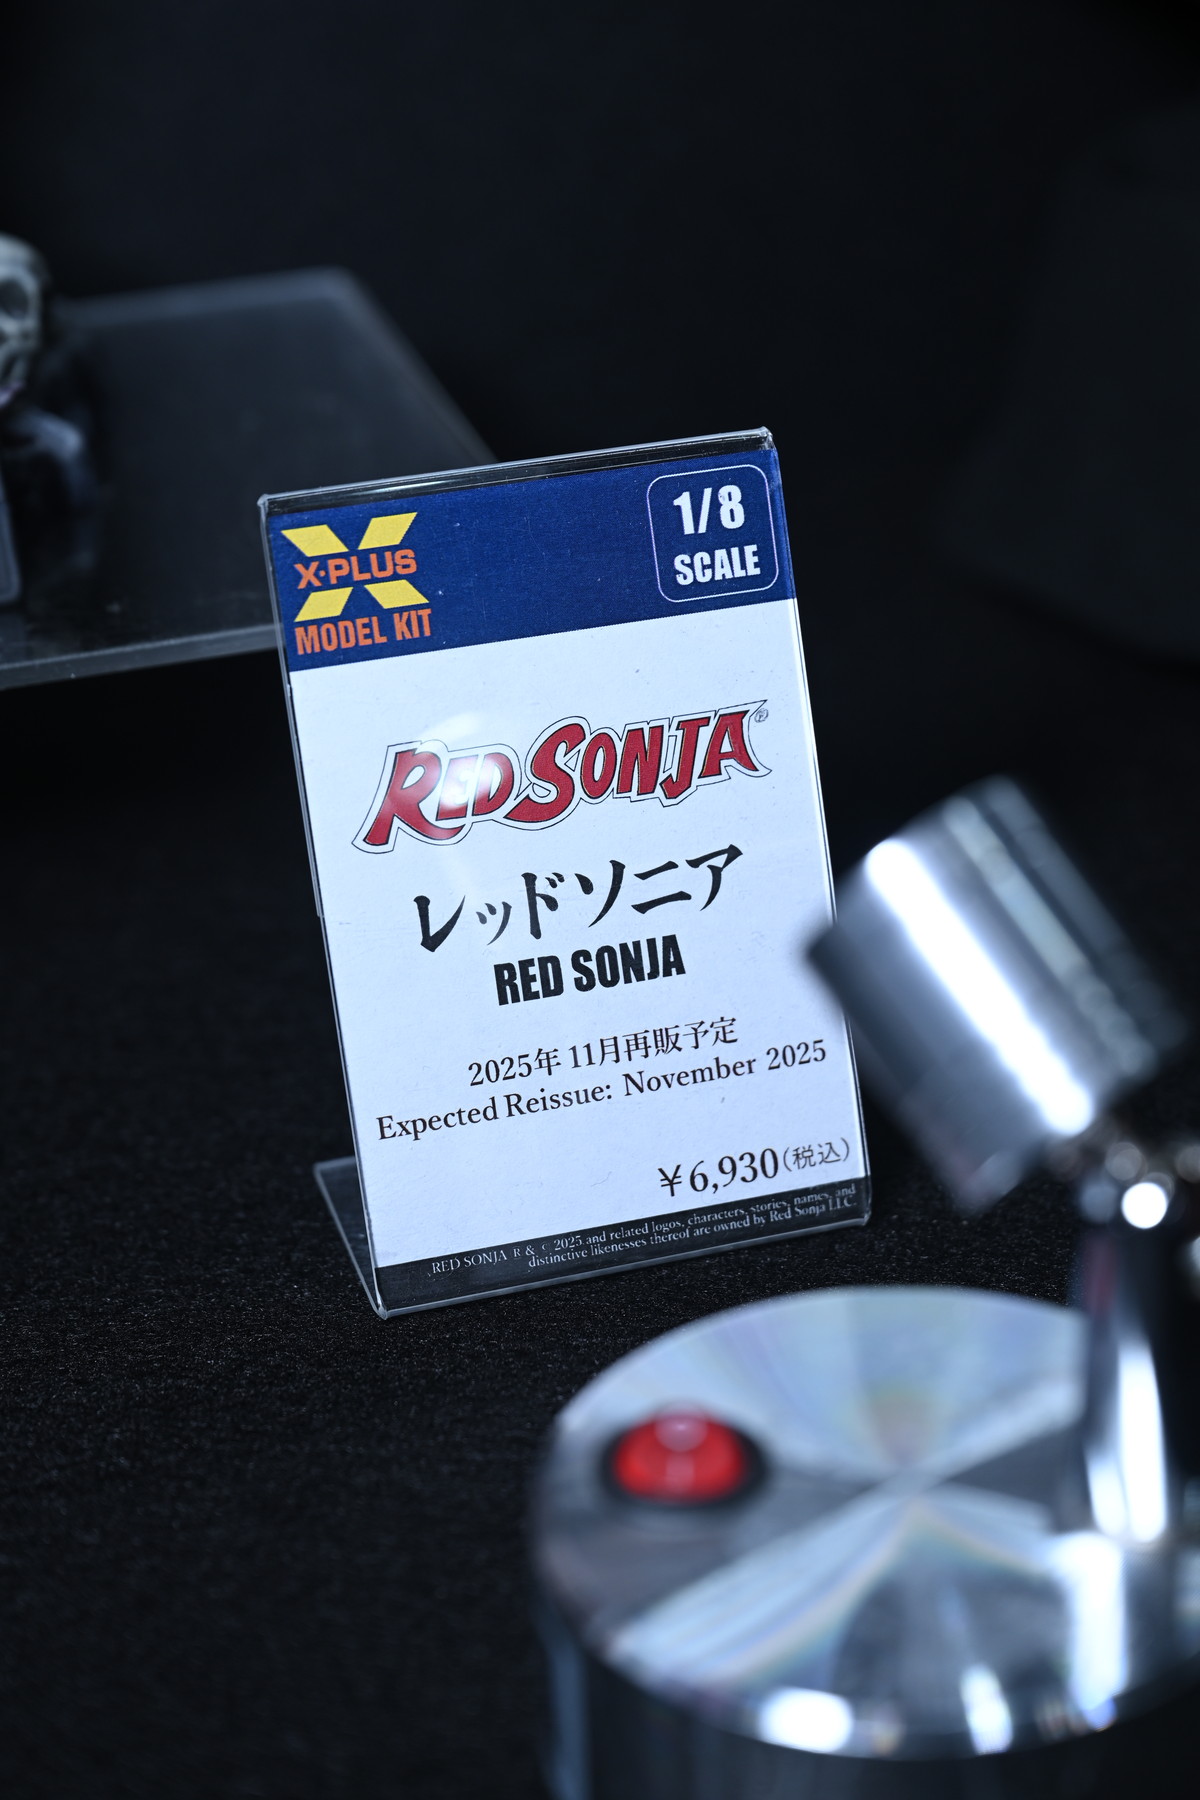 X·PLUS
MODEL KIT
1/8
SCALE
RED SONJA®
レッドソニア
RED SONJA
2025年 11月再販予定
Expected Reissue: November 2025
¥6,930(税込)
RED SONJA R & C 2025 and related logos, characters, stories, names, and
distinctive likenesses thereof are owned by Red Sonja LLC.